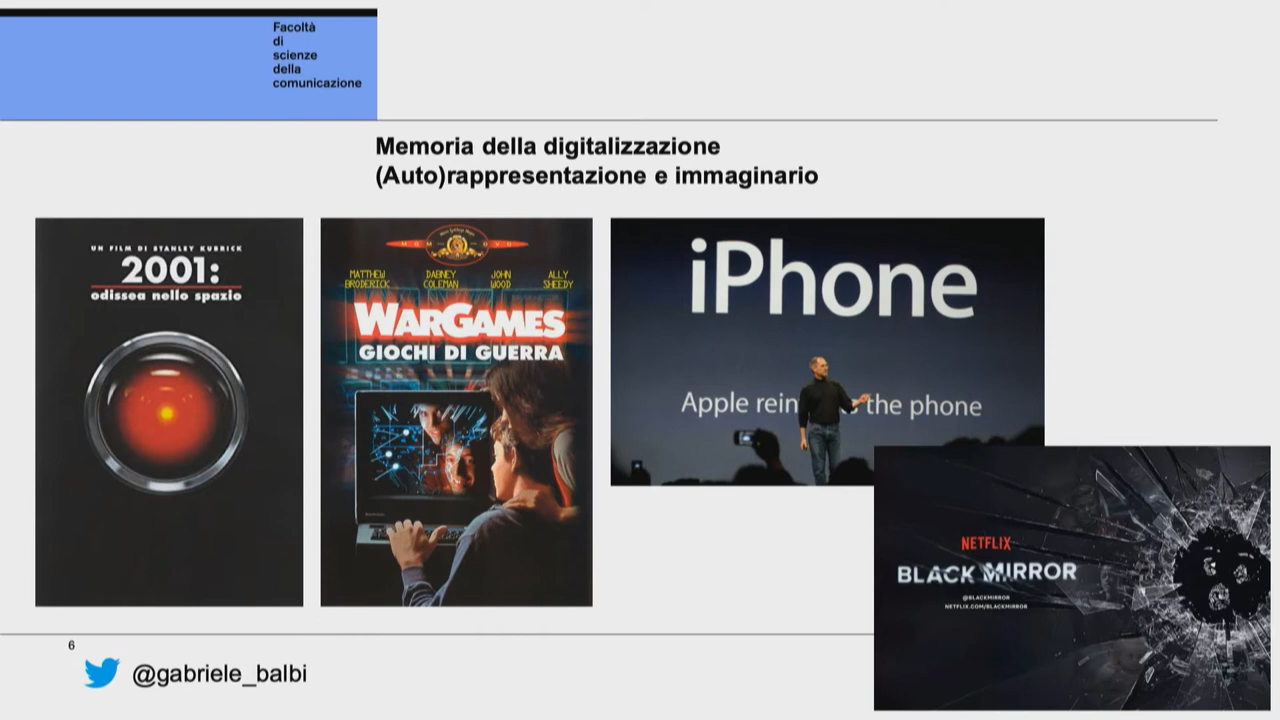 Facoltà
di
scienze
della
comunicazione
Memoria della digitalizzazione
(Auto)rappresentazione e immaginario
UN FILM DI STANLEY KUBRICK
2001:
odissea nello spazio
MATTHEW BRODERICK
DABNEY COLEMAN
JOHN WOOD
ALLY SHEEDY
WARGAMES
GIOCHI DI GUERRA
iPhone
Apple rein the phone
NETFLIX
BLACK MIRROR
@BLACKMIRROR
NETFLIX.COM/BLACKMIRROR
6
@gabriele_balbi